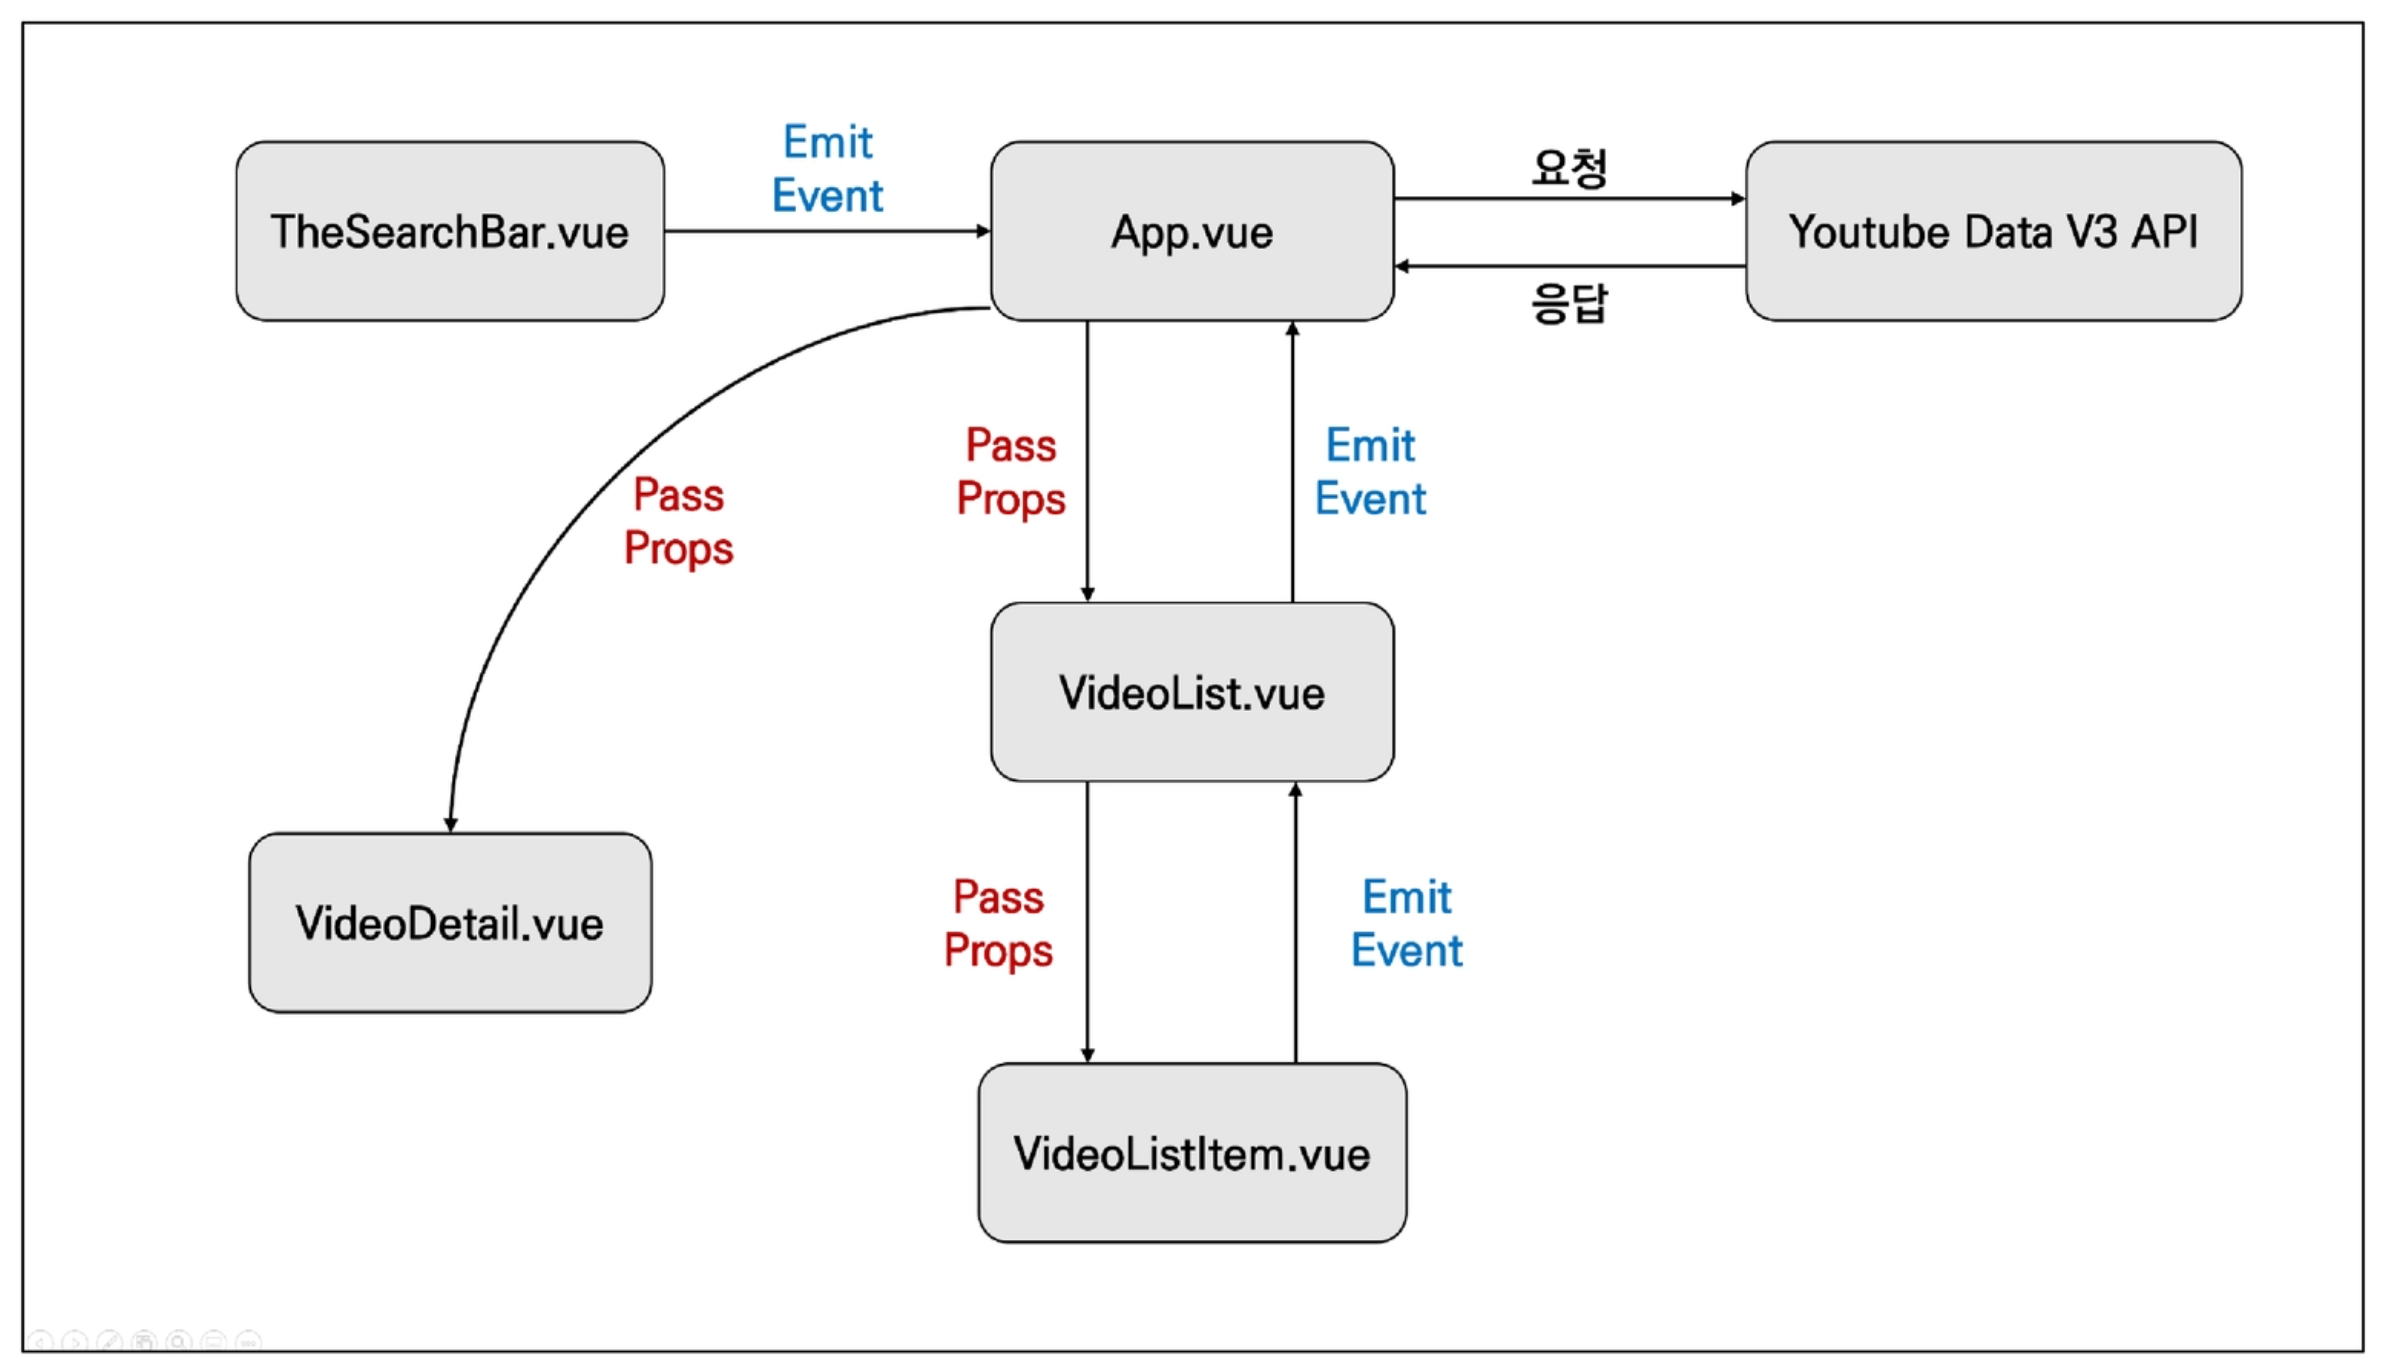 Emit
Event
TheSearchBar.vue
App.vue
요청
응답
Youtube Data V3 API
Pass
Props
Pass
Props
Emit
Event
VideoList.vue
VideoDetail.vue
Pass
Props
Emit
Event
VideoListItem.vue